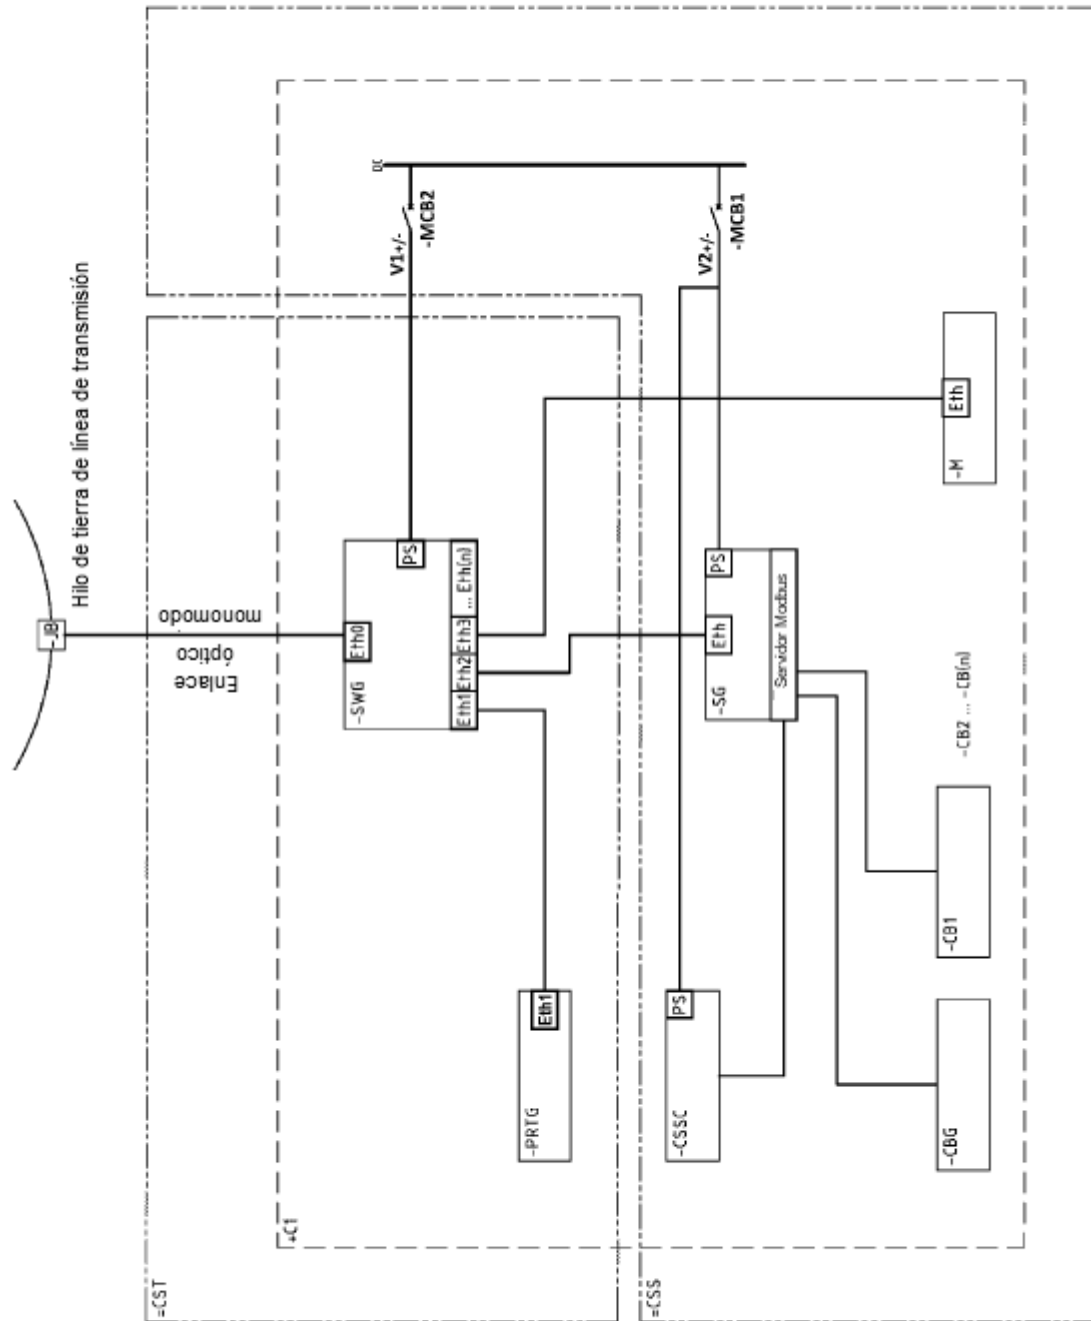 Hilo de tierra de línea de transmisión
-JB
Enlace
óptico
monomodo
=CST
+C1
-SWG
Eth0
PS
Eth1
Eth2
Eth3
... Eth(n)
V1+/-
-MCB2
DC
-PRTG
Eth1
=CSS
-CSSC
PS
-SG
Eth
PS
Servidor Modbus
V2+/-
-MCB1
-CBG
-CB1
-CB2 ... -CB(n)
-M
Eth